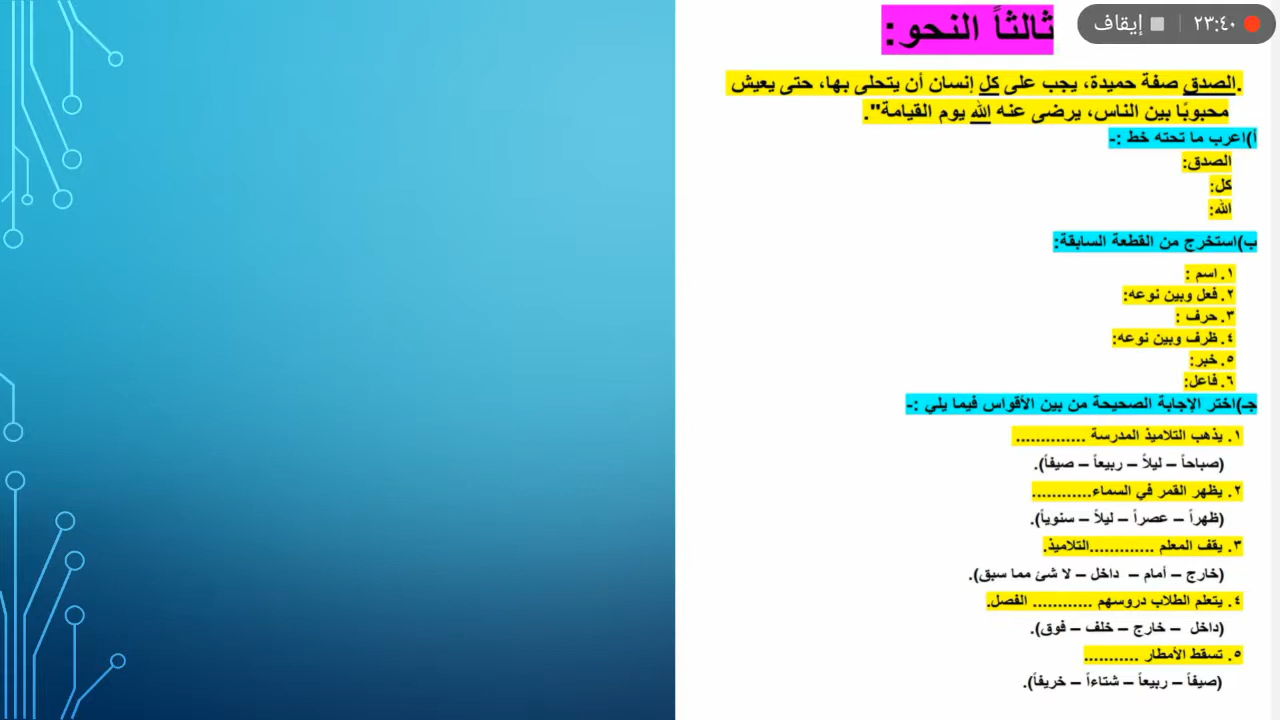 إيقاف ٢٣:٤٠
ثالثاً النحو:
.الصدق صفة حميدة، يجب على كل إنسان أن يتحلى بها، حتى يعيش
محبوبًا بين الناس، يرضى عنه الله يوم القيامة".
أ)اعرب ما تحته خط :-
الصدق:
كل:
الله:
ب)استخرج من القطعة السابقة:
١. اسم :
٢. فعل وبين نوعه:
٣. حرف :
٤. ظرف وبين نوعه:
٥. خبر:
٦. فاعل:
جـ)اختر الإجابة الصحيحة من بين الأقواس فيما يلي :-
١. يذهب التلاميذ المدرسة ..............
(صباحاً – ليلاً – ربيعاً – صيفاً).
٢. يظهر القمر في السماء............
(ظهراً – عصراً – ليلاً – سنوياً).
٣. يقف المعلم .............التلاميذ.
(خارج – أمام – داخل – لا شئ مما سبق).
٤. يتعلم الطلاب دروسهم ............ الفصل.
(داخل – خارج – خلف – فوق).
٥. تسقط الأمطار ...........
(صيفاً – ربيعاً – شتاءاً – خريفاً).